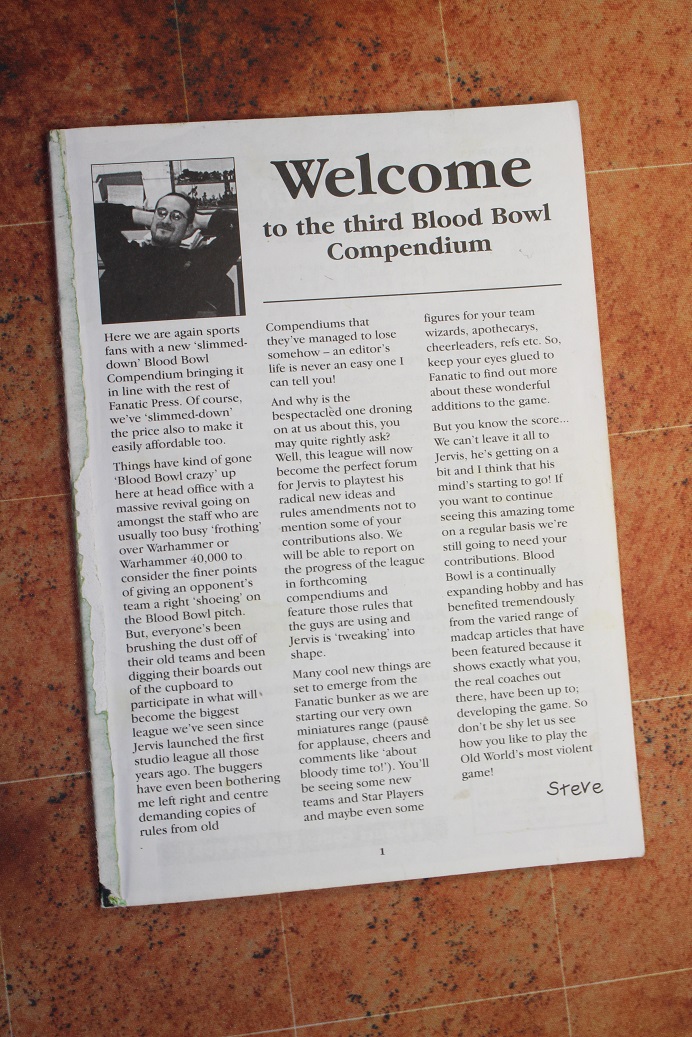 Welcome
to the third Blood Bowl
Compendium
Here we are again sports
fans with a new ‘slimmed-
down’ Blood Bowl
Compendium bringing it
in line with the rest of
Fanatic Press. Of course,
we’ve ‘slimmed-down’
the price also to make it
easily affordable too.
Things have kind of gone
‘Blood Bowl crazy’ up
here at head office with a
massive revival going on
amongst the staff who are
usually too busy ‘frothing’
over Warhammer or
Warhammer 40,000 to
consider the finer points
of giving an opponent’s
team a right ‘shoeing’ on
the Blood Bowl pitch.
But, everyone’s been
brushing the dust off of
their old teams and been
digging their boards out
of the cupboard to
participate in what will
become the biggest
league we’ve seen since
Jervis launched the first
studio league all those
years ago. The buggers
have even been bothering
me left right and centre
demanding copies of
rules from old
Compendiums that
they’ve managed to lose
somehow – an editor’s
life is never an easy one I
can tell you!
And why is the
bespectacled one droning
on at us about this, you
may quite rightly ask?
Well, this league will now
become the perfect forum
for Jervis to playtest his
radical new ideas and
rules amendments not to
mention some of your
contributions also. We
will be able to report on
the progress of the league
in forthcoming
compendiums and
feature those rules that
the guys are using and
Jervis is ‘tweaking’ into
shape.
Many cool new things are
set to emerge from the
Fanatic bunker as we are
starting our very own
miniatures range (pause
for applause, cheers and
comments like ‘about
bloody time to!’). You’ll
be seeing some new
teams and Star Players
and maybe even some
figures for your team
wizards, apothecarys,
cheerleaders, refs etc. So,
keep your eyes glued to
Fanatic to find out more
about these wonderful
additions to the game.
But you know the score...
We can’t leave it all to
Jervis, he’s getting on a
bit and I think that his
mind’s starting to go! If
you want to continue
seeing this amazing tome
on a regular basis we’re
still going to need your
contributions. Blood
Bowl is a continually
expanding hobby and has
benefited tremendously
from the varied range of
madcap articles that have
been featured because it
shows exactly what you,
the real coaches out
there, have been up to;
developing the game. So
don’t be shy let us see
how you like to play the
Old World’s most violent
game!
Steve
1